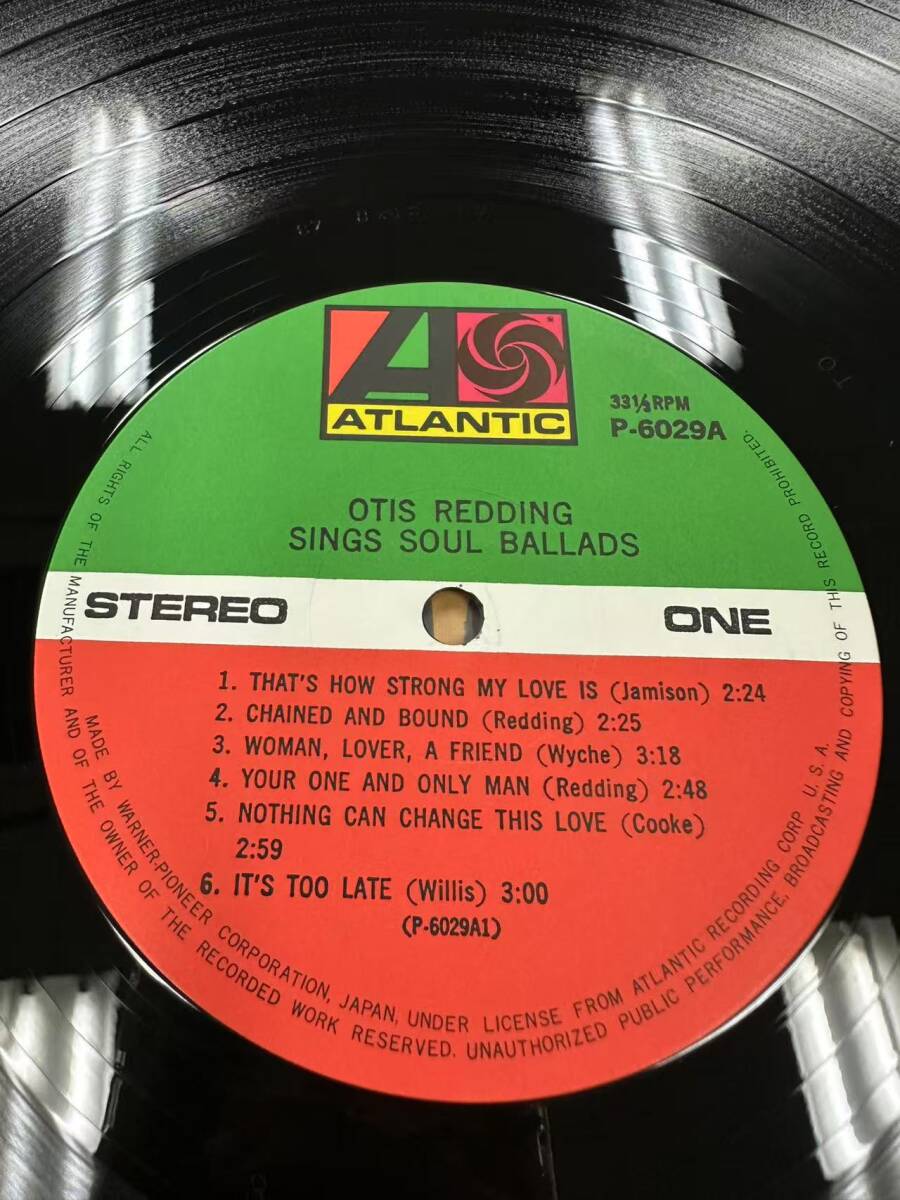 ATLANTIC
33⅓RPM
P-6029A
OTIS REDDING
SINGS SOUL BALLADS
STEREO
ONE
1. THAT'S HOW STRONG MY LOVE IS (Jamison) 2:24
2. CHAINED AND BOUND (Redding) 2:25
3. WOMAN, LOVER, A FRIEND (Wyche) 3:18
4. YOUR ONE AND ONLY MAN (Redding) 2:48
5. NOTHING CAN CHANGE THIS LOVE (Cooke)
2:59
6. IT'S TOO LATE (Willis) 3:00
(P-6029A1)
MADE BY WARNER-PIONEER CORPORATION, JAPAN, UNDER LICENSE FROM ATLANTIC RECORDING CORP U. S. A.
ALL RIGHTS OF THE MANUFACTURER AND OF THE OWNER OF THE RECORDED WORK RESERVED. UNAUTHORIZED PUBLIC PERFORMANCE, BROADCASTING AND COPYING OF THIS RECORD PROHIBITED.